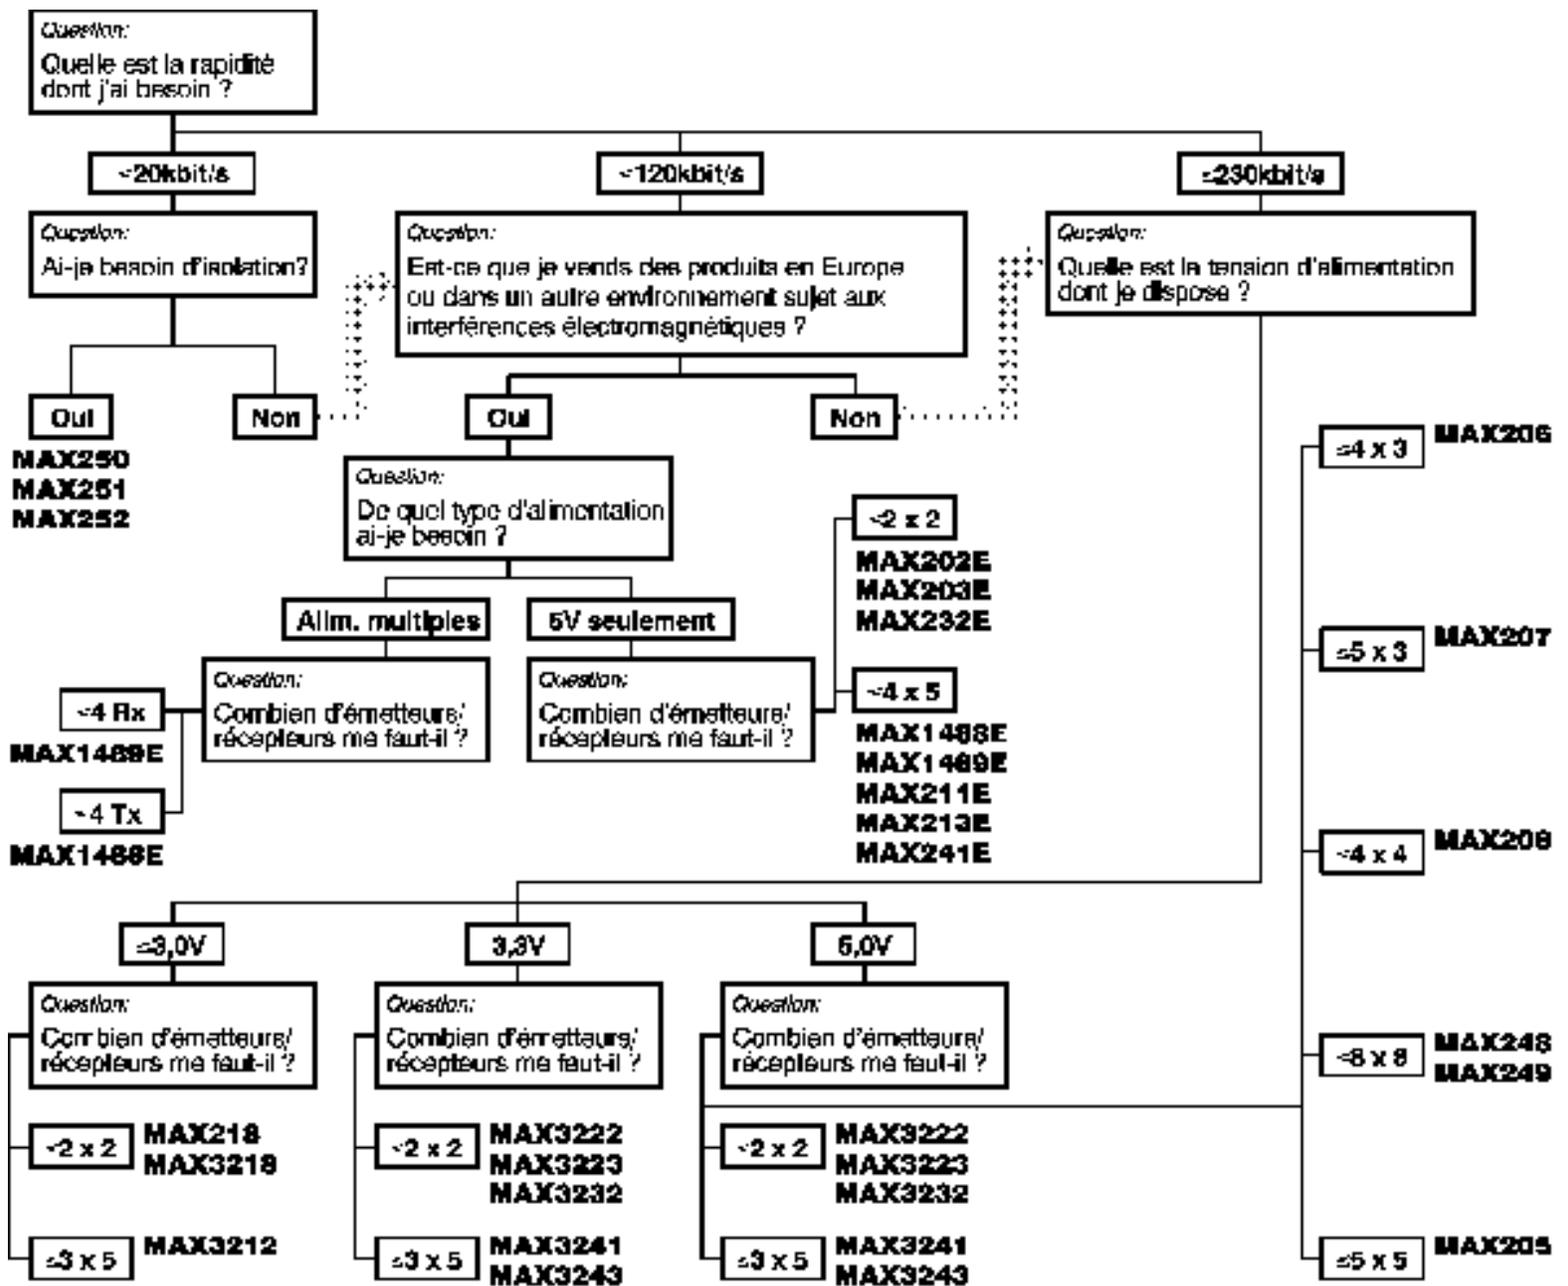 Question:
Quelle est la rapidité
dont j'ai besoin ?
≤20kbit/s
≤120kbit/s
≤230kbit/s
Question:
Ai-je besoin d'isolation?
Question:
Est-ce que je vends des produits en Europe
ou dans un autre environnement sujet aux
interférences électromagnétiques ?
Question:
Quelle est la tension d'alimentation
dont je dispose ?
Oui
Non
Oui
Non
MAX250
MAX251
MAX252
Question:
De quel type d'alimentation
ai-je besoin ?
Alim. multiples
5V seulement
Question:
Combien d'émetteurs/
récepteurs me faut-il ?
Question:
Combien d'émetteurs/
récepteurs me faut-il ?
≤4 Rx
MAX1489E
≤4 Tx
MAX1488E
≤2 x 2
MAX202E
MAX203E
MAX232E
≤4 x 5
MAX1488E
MAX1489E
MAX211E
MAX213E
MAX241E
≤3,0V
3,3V
5,0V
Question:
Combien d'émetteurs/
récepteurs me faut-il ?
Question:
Combien d'émetteurs/
récepteurs me faut-il ?
Question:
Combien d'émetteurs/
récepteurs me faut-il ?
≤2 x 2
MAX218
MAX3218
≤3 x 5
MAX3212
≤2 x 2
MAX3222
MAX3223
MAX3232
≤3 x 5
MAX3241
MAX3243
≤2 x 2
MAX3222
MAX3223
MAX3232
≤3 x 5
MAX3241
MAX3243
≤4 x 3
MAX206
≤5 x 3
MAX207
≤4 x 4
MAX208
≤8 x 8
MAX248
MAX249
≤5 x 5
MAX205